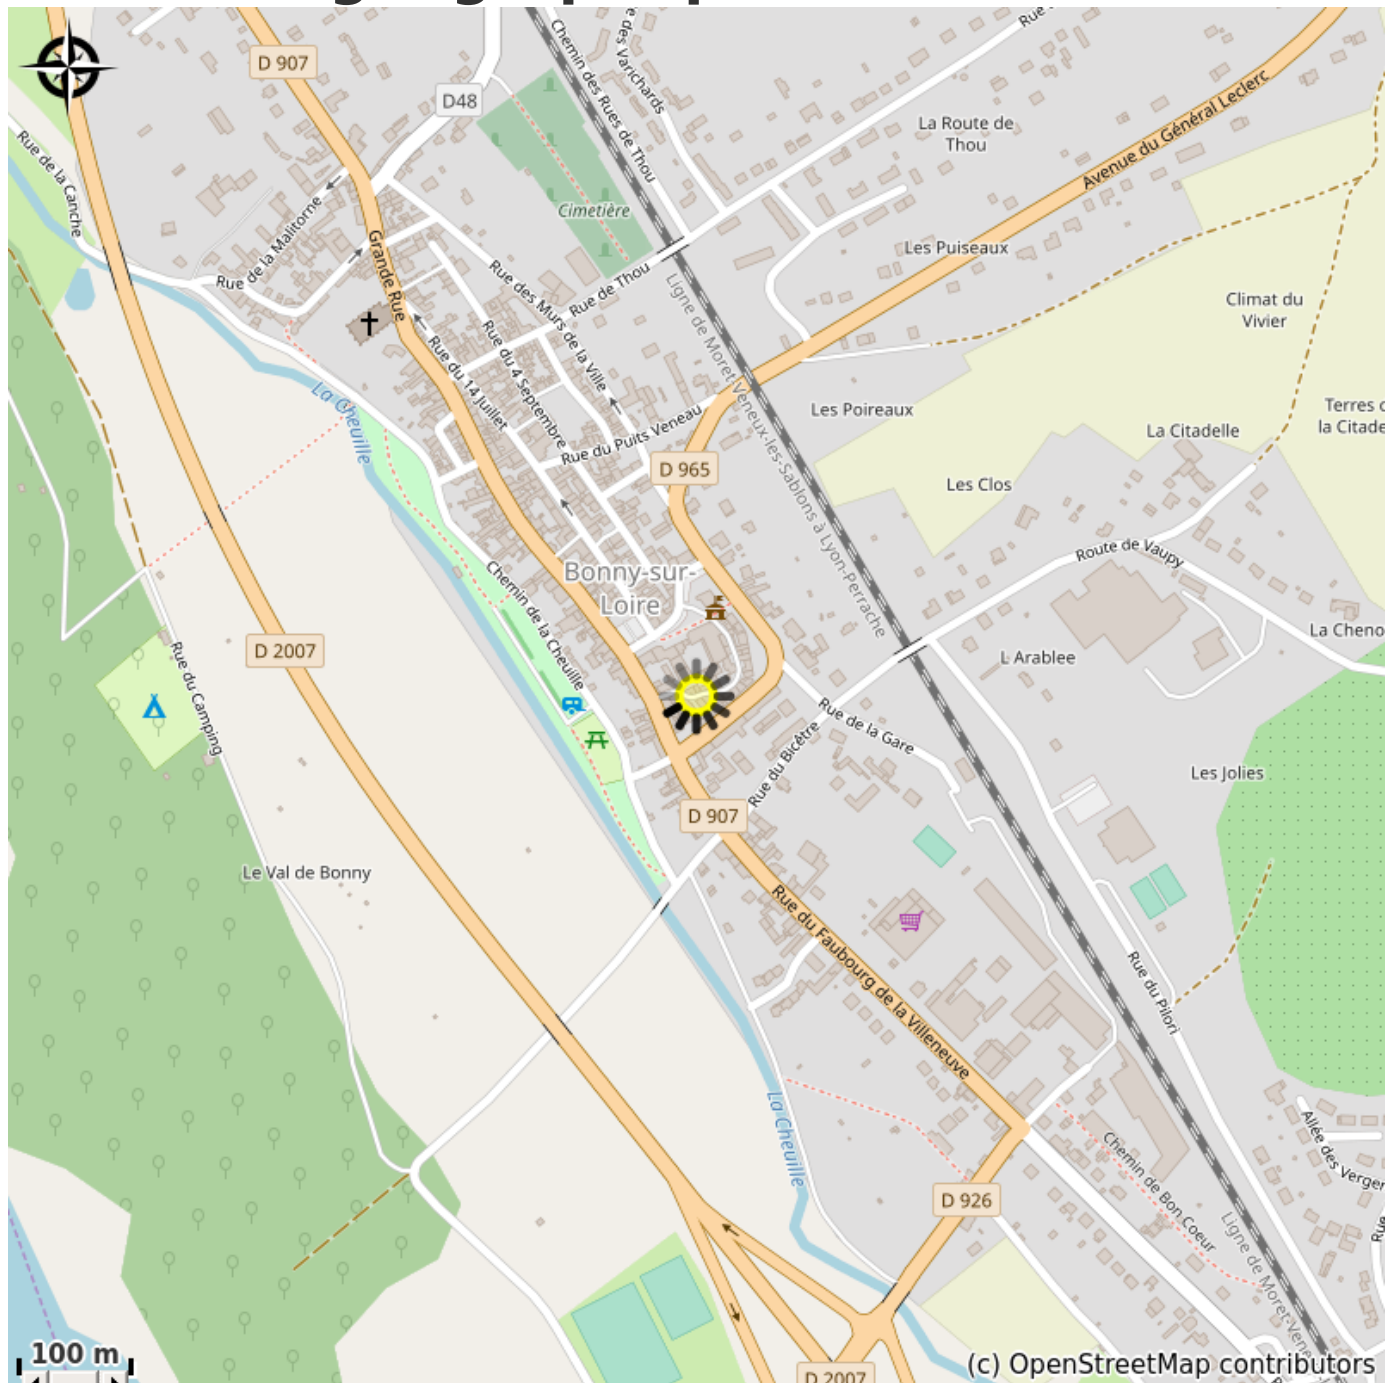 D 907
D48
Chemin des Rues de Thou
e des Varichards
La Route de
Thou
Avenue du Général Leclerc
Rue de la Canche
Rue de la Malitorne
Cimetière
Grande Rue
Rue des Murs de la Ville
Rue de Thou
Les Puiseaux
Ligne de Moret-Veneux-les-Sablons à Lyon-Perrache
Climat du
Vivier
La Cheuille
Rue du 14 Juillet
Rue du 4 Septembre
Rue du Puits Veneau
Les Poireaux
La Citadelle
D 965
Les Clos
Route de Vaupy
Bonny-sur-
Loire
Chemin de la Cheuille
D 2007
Rue du Camping
L Arablee
La Cheno
Rue de la Gare
Rue du Bicêtre
Les Jolies
D 907
Le Val de Bonny
Rue du Faubourg de la Villeneuve
Rue du Pilori
La Cheuille
D 926
Chemin de Bon Coeur
Allée des Verger
Rue
Ligne de Moret-Vene
D 2007
100 m
(c) OpenStreetMap contributors